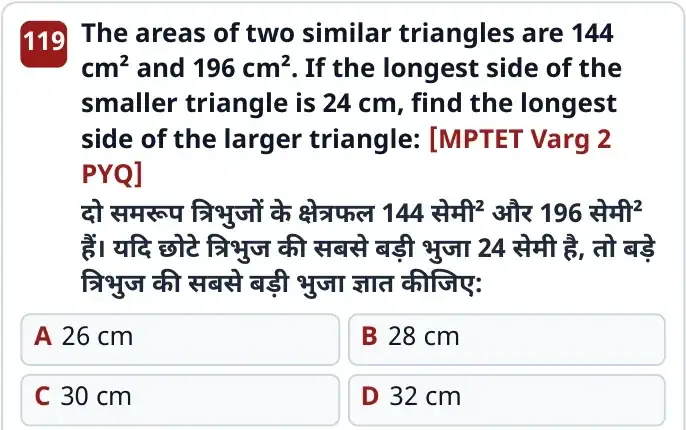 119 The areas of two similar triangles are 144
cm² and 196 cm². If the longest side of the
smaller triangle is 24 cm, find the longest
side of the larger triangle: [MPTET Varg 2
PYQ]
दो समरूप त्रिभुजों के क्षेत्रफल 144 सेमी² और 196 सेमी²
हैं। यदि छोटे त्रिभुज की सबसे बड़ी भुजा 24 सेमी है, तो बड़े
त्रिभुज की सबसे बड़ी भुजा ज्ञात कीजिए:
A 26 cm
B 28 cm
C 30 cm
D 32 cm